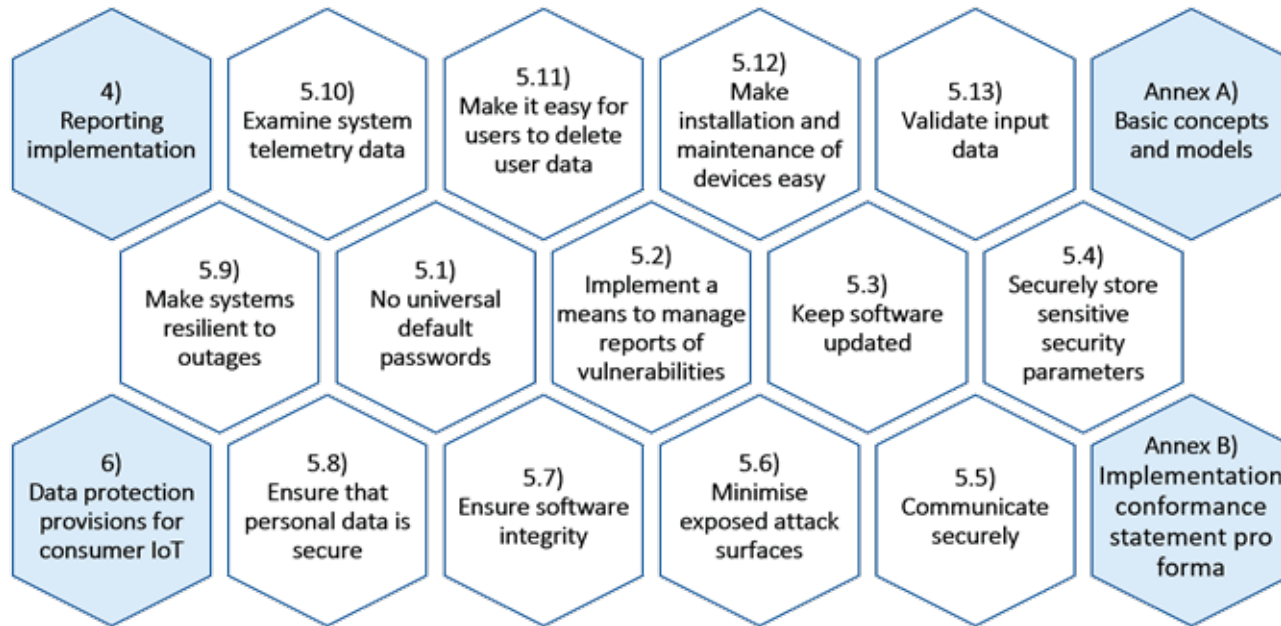 4)
Reporting
implementation
5.10)
Examine system
telemetry data
5.11)
Make it easy for
users to delete
user data
5.12)
Make
installation and
maintenance of
devices easy
5.13)
Validate input
data
Annex A)
Basic concepts
and models
5.9)
Make systems
resilient to
outages
5.1)
No universal
default
passwords
5.2)
Implement a
means to manage
reports of
vulnerabilities
5.3)
Keep software
updated
5.4)
Securely store
sensitive
security
parameters
6)
Data protection
provisions for
consumer IoT
5.8)
Ensure that
personal data is
secure
5.7)
Ensure software
integrity
5.6)
Minimise
exposed attack
surfaces
5.5)
Communicate
securely
Annex B)
Implementation
conformance
statement pro
forma